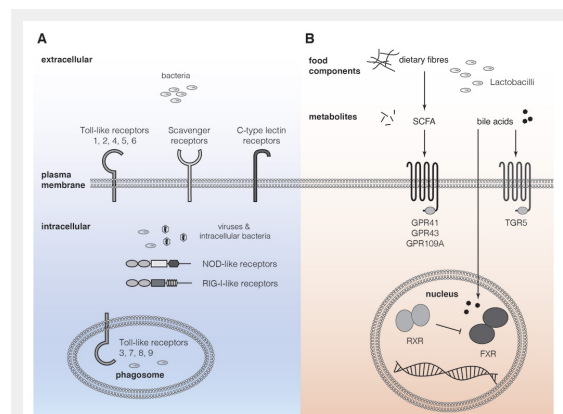 A
extracellular
bacteria
Toll-like receptors
1, 2, 4, 5, 6
Scavenger
receptors
C-type lectin
receptors
plasma
membrane
intracellular
viruses &
intracellular bacteria
NOD-like receptors
RIG-I-like receptors
Toll-like receptors
3, 7, 8, 9
phagosome
B
food
components
dietary fibres
Lactobacilli
metabolites
SCFA
bile acids
GPR41
GPR43
GPR109A
TGR5
nucleus
RXR
FXR